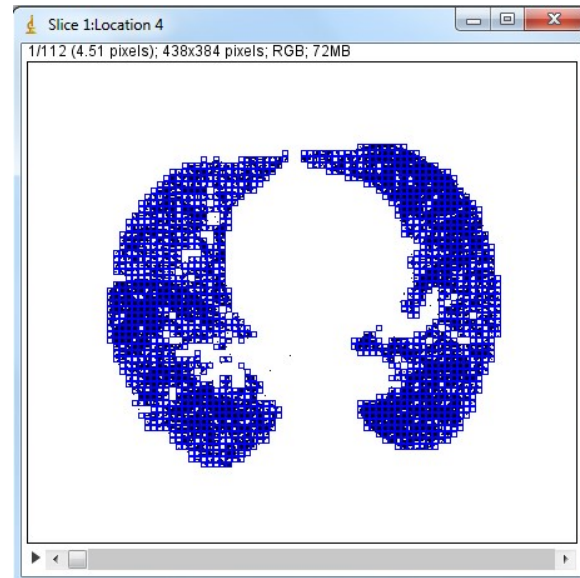 Slice 1:Location 4
1/112 (4.51 pixels); 438x384 pixels; RGB; 72MB